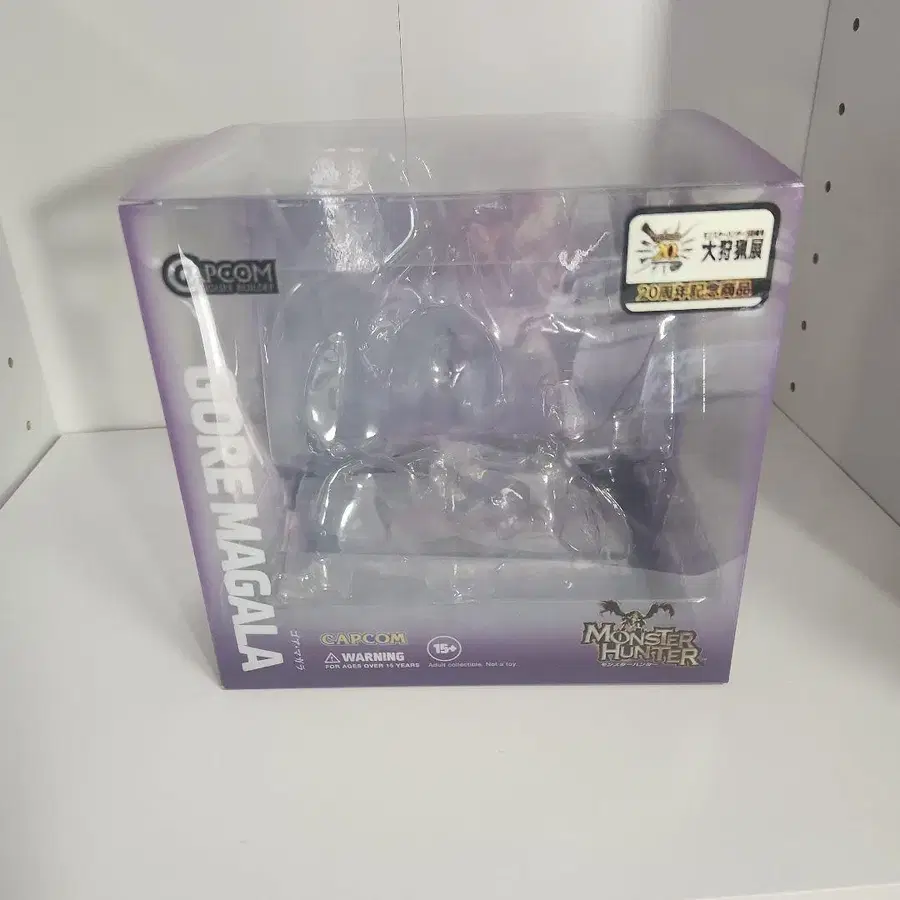 CAPCOM
FIGURE BUILDER
大狩猟展
20周年記念商品
GORE MAGALA
ゴア・マガラ
CAPCOM
WARNING
FOR AGES OVER 15 YEARS
15+
Adult collectible. Not a toy
MONSTER
HUNTER
モンスターハンター